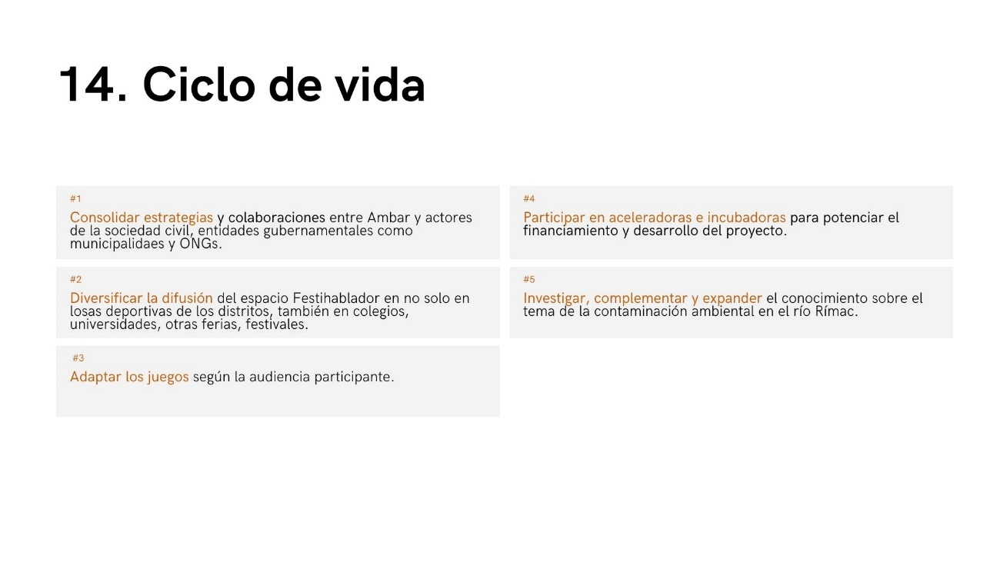 14. Ciclo de vida
#1
Consolidar estrategias y colaboraciones entre Ambar y actores
de la sociedad civil, entidades gubernamentales como
municipalidaes y ONGs.
#2
Diversificar la difusión del espacio Festihablador en no solo en
losas deportivas de los distritos, también en colegios,
universidades, otras ferias, festivales.
#3
Adaptar los juegos según la audiencia participante.
#4
Participar en aceleradoras e incubadoras para potenciar el
financiamiento y desarrollo del proyecto.
#5
Investigar, complementar y expander el conocimiento sobre el
tema de la contaminación ambiental en el río Rímac.